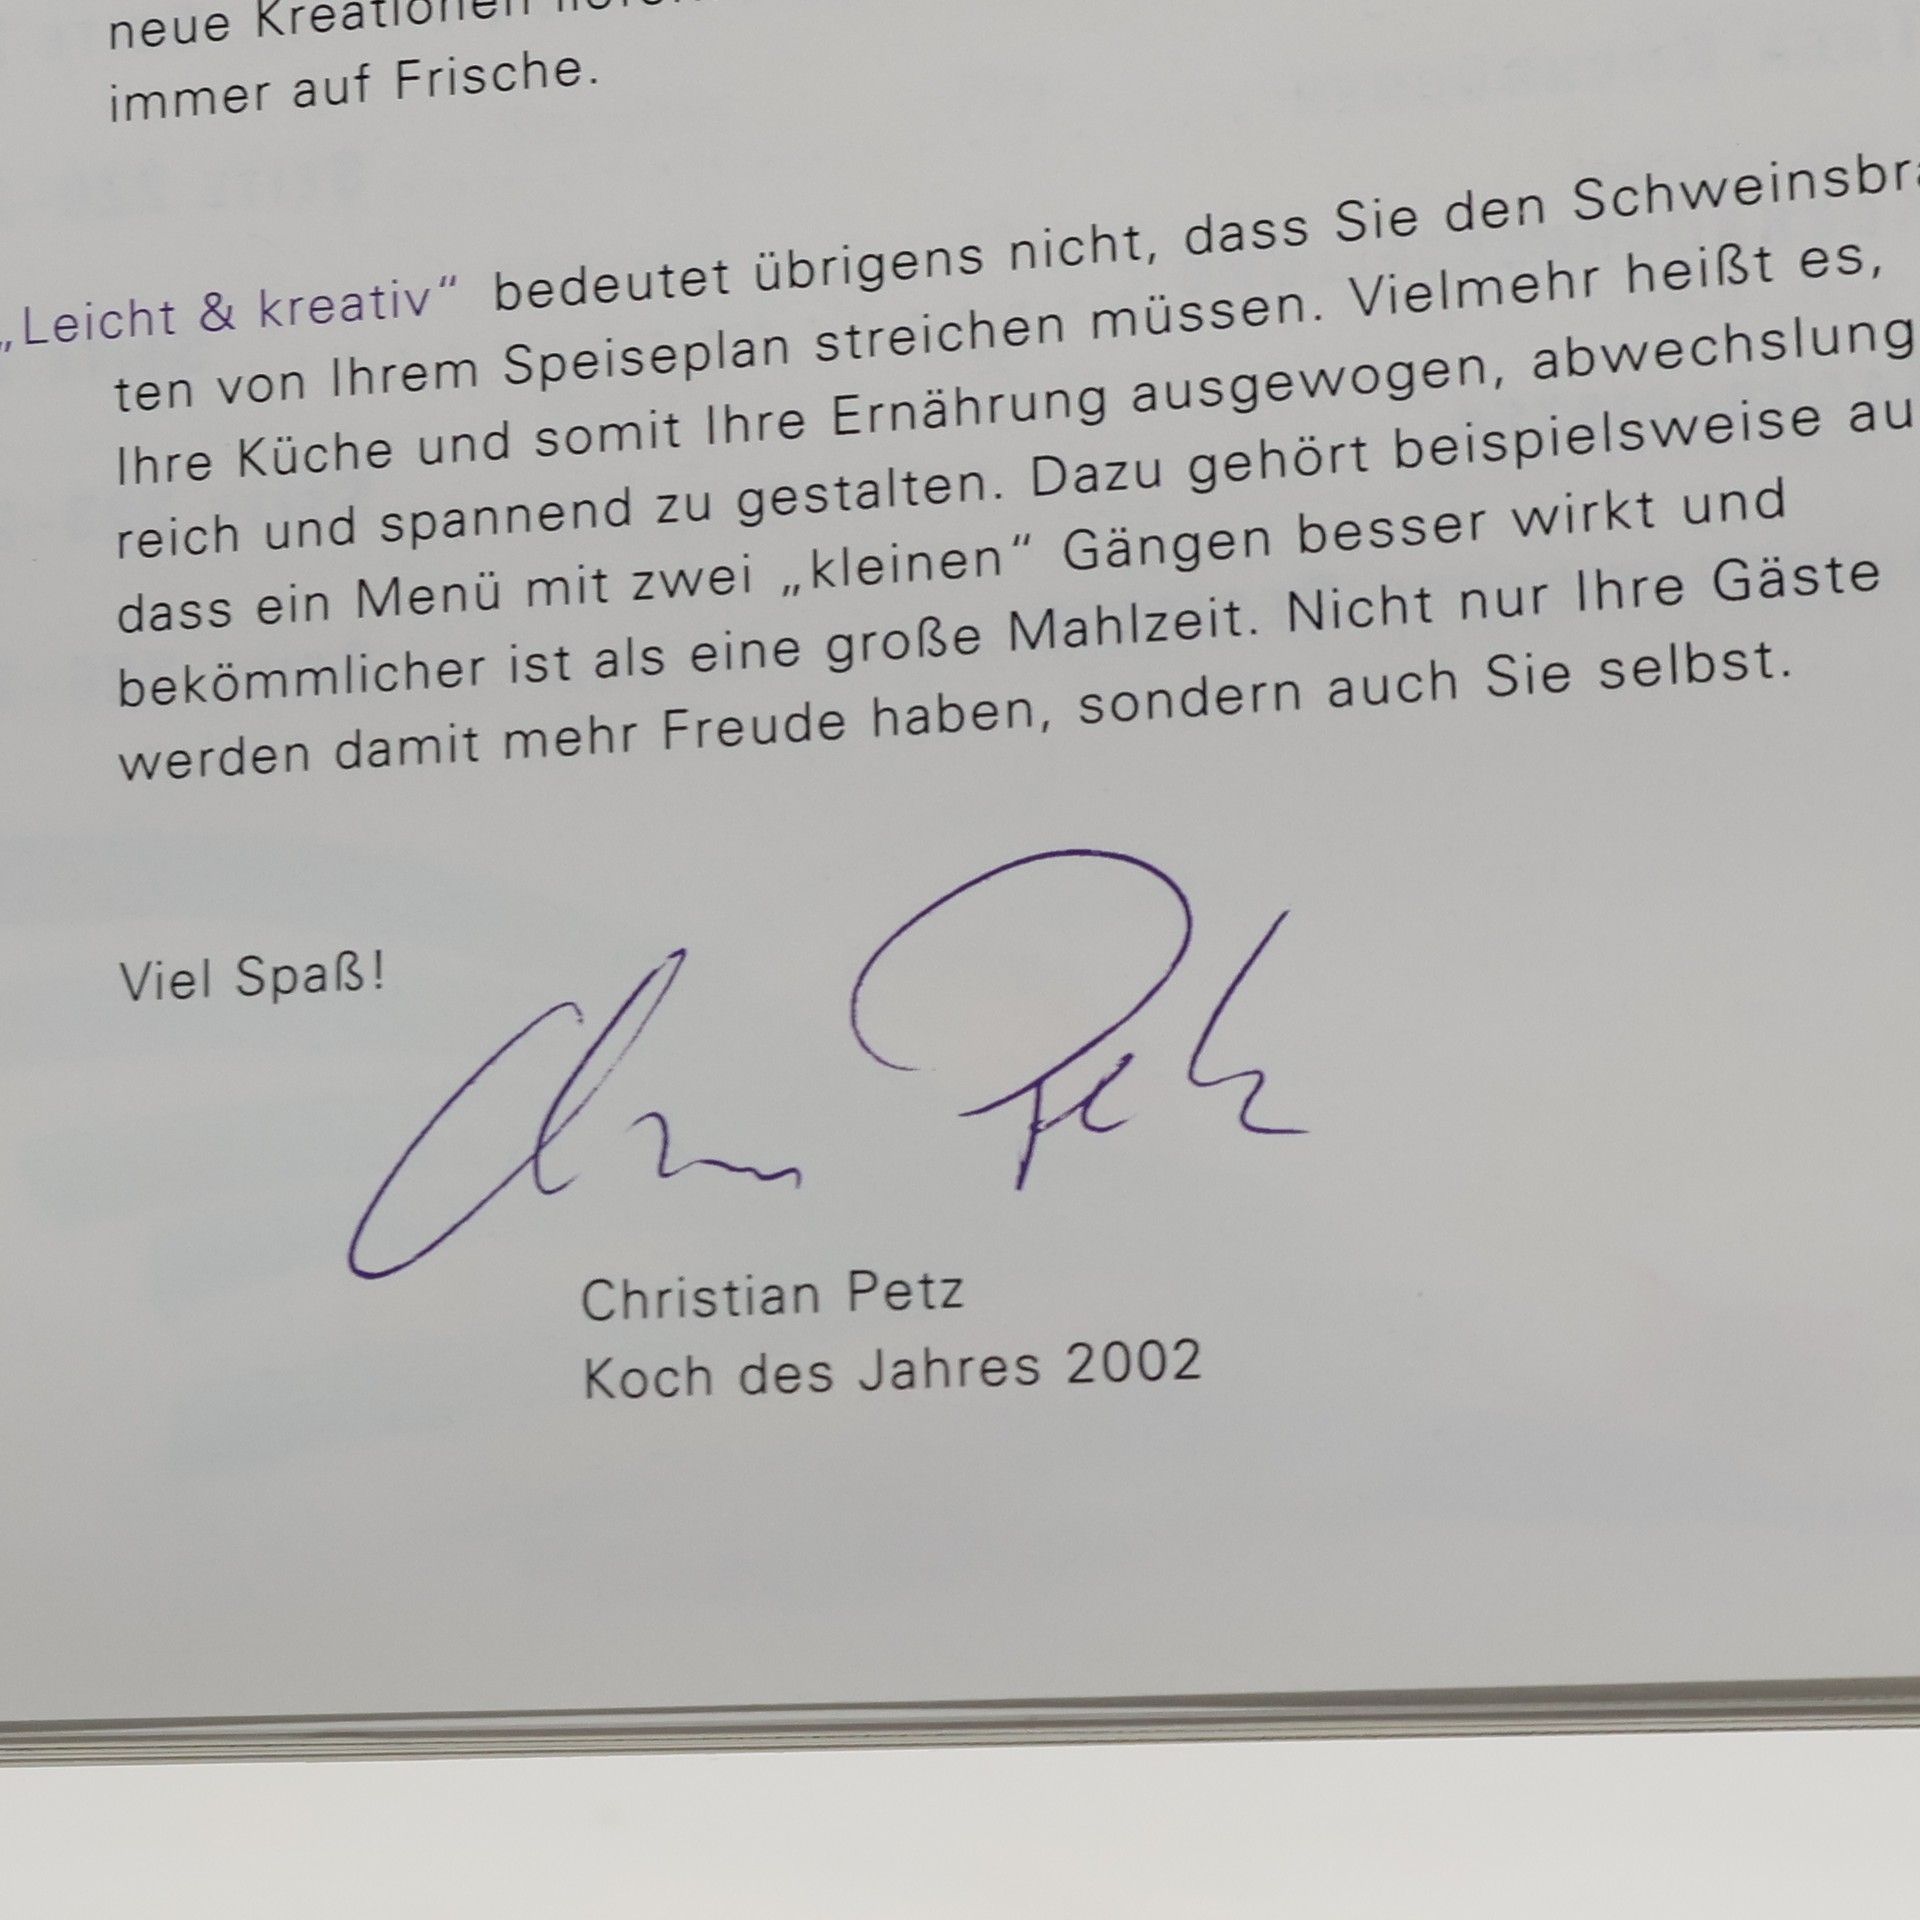 neue Kreationen
immer auf Frische.
„Leicht & kreativ“ bedeutet übrigens nicht, dass Sie den Schweinsbra
ten von Ihrem Speiseplan streichen müssen. Vielmehr heißt es,
Ihre Küche und somit Ihre Ernährung ausgewogen, abwechslung
reich und spannend zu gestalten. Dazu gehört beispielsweise au
dass ein Menü mit zwei „kleinen“ Gängen besser wirkt und
bekömmlicher ist als eine große Mahlzeit. Nicht nur Ihre Gäste
werden damit mehr Freude haben, sondern auch Sie selbst.
Viel Spaß!
Christian Petz
Koch des Jahres 2002